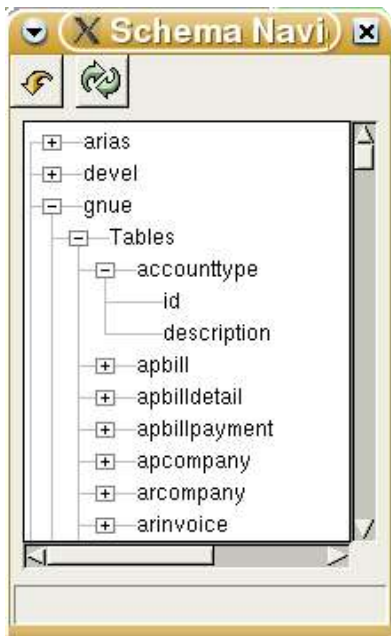 Schema Navi
arias
devel
gnue
Tables
accounttype
id
description
apbill
apbilldetail
apbillpayment
apcompany
arcompany
arinvoice